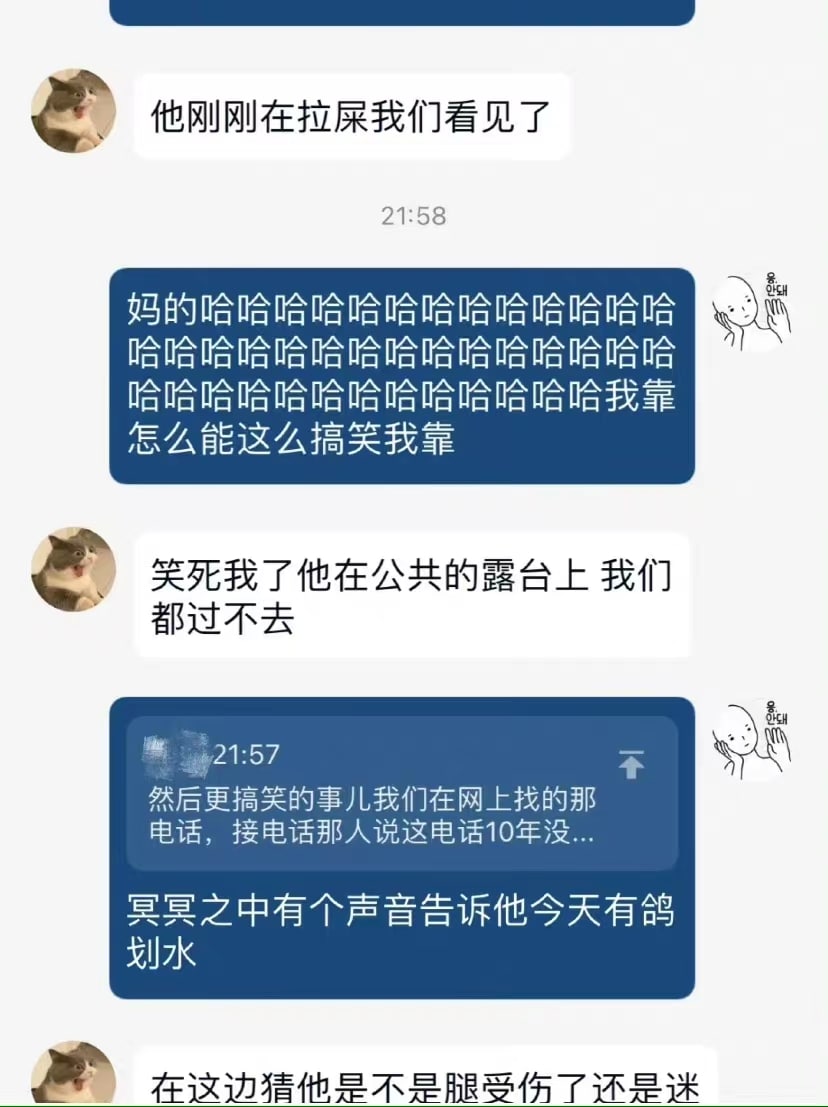 他刚刚在拉屎我们看见了
21:58
응.
안돼
妈的哈哈哈哈哈哈哈哈哈哈哈哈哈
哈哈哈哈哈哈哈哈哈哈哈哈哈哈哈
哈哈哈哈哈哈哈哈哈哈哈哈哈我靠
怎么能这么搞笑我靠
笑死我了他在公共的露台上 我们
都过不去
응.
안돼
21:57
然后更搞笑的事儿我们在网上找的那
电话，接电话那人说这电话10年没...
冥冥之中有个声音告诉他今天有鸽
划水
在这边猜他是不是腿受伤了还是迷